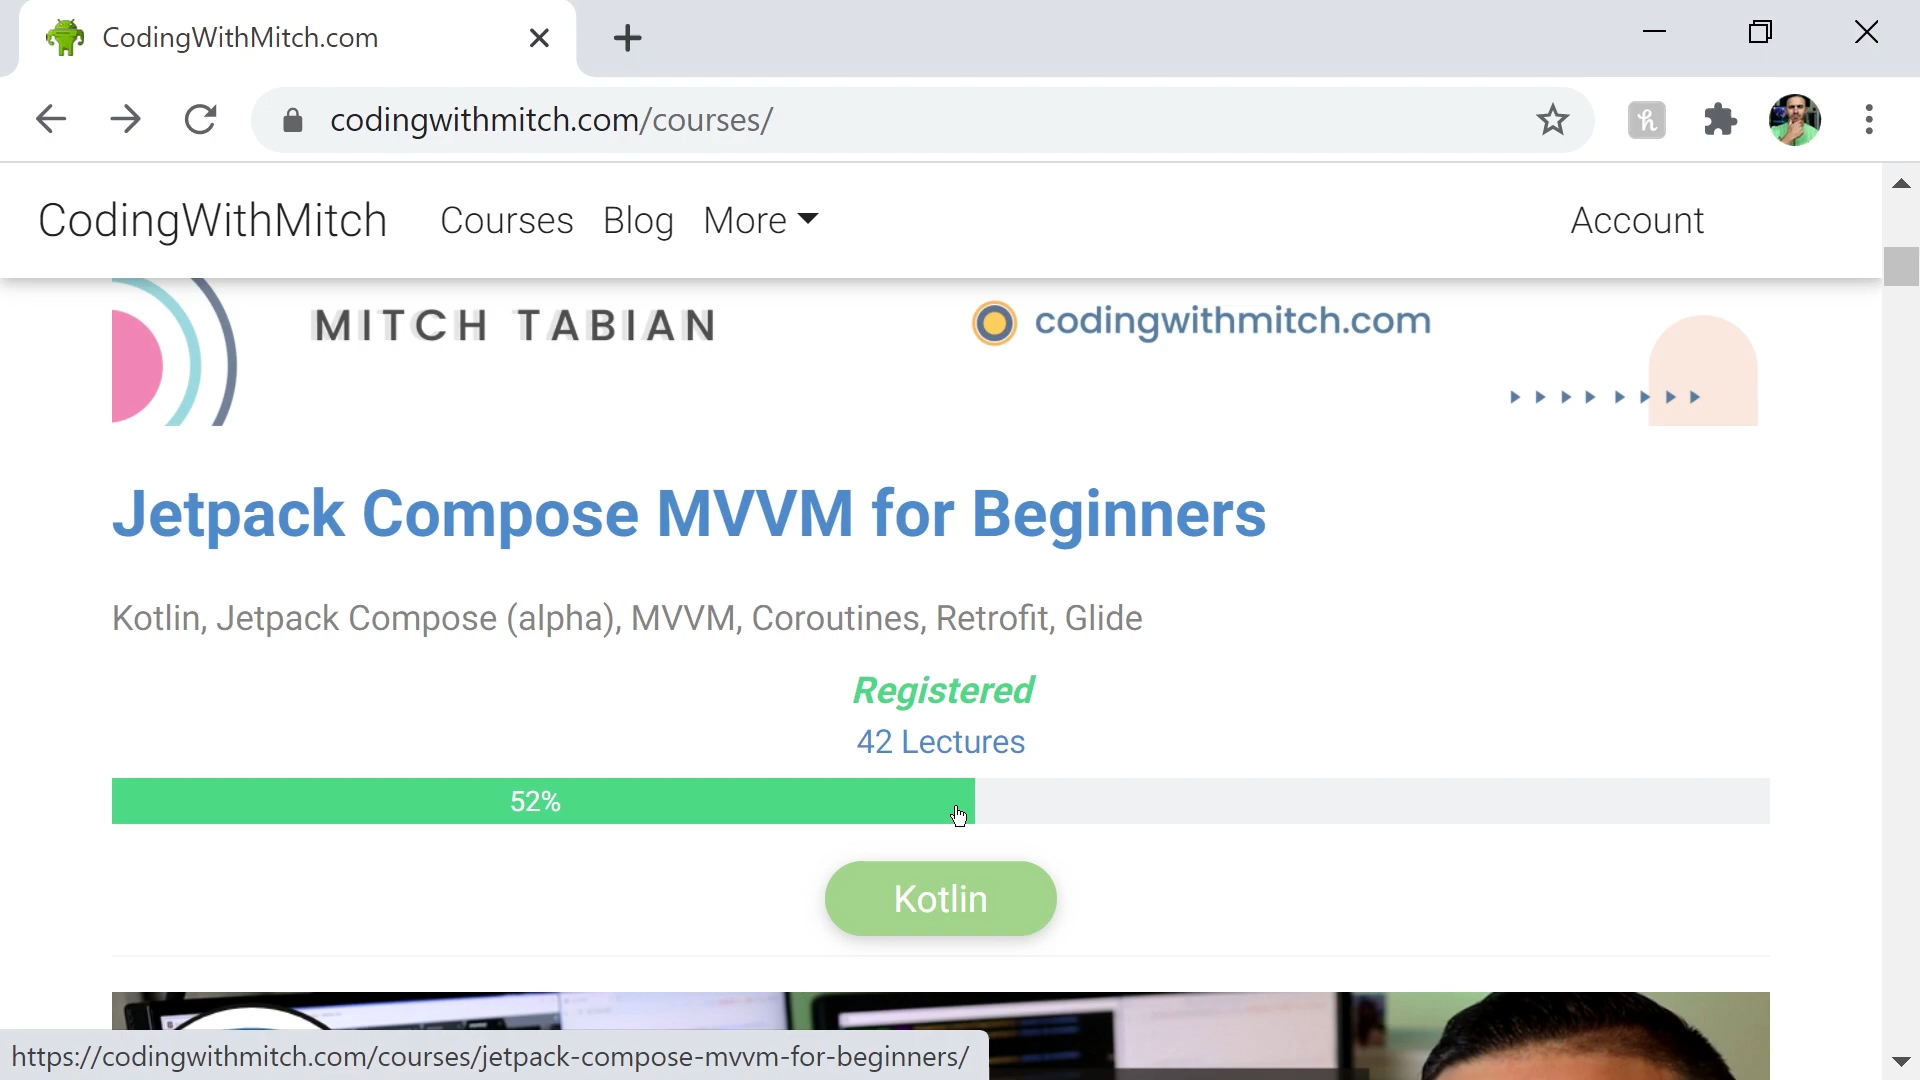 CodingWithMitch.com
codingwithmitch.com/courses/
CodingWithMitch Courses Blog More Account
MITCH TABIAN codingwithmitch.com
Jetpack Compose MVVM for Beginners
Kotlin, Jetpack Compose (alpha), MVVM, Coroutines, Retrofit, Glide
Registered
42 Lectures
52%
Kotlin
https://codingwithmitch.com/courses/jetpack-compose-mvvm-for-beginners/